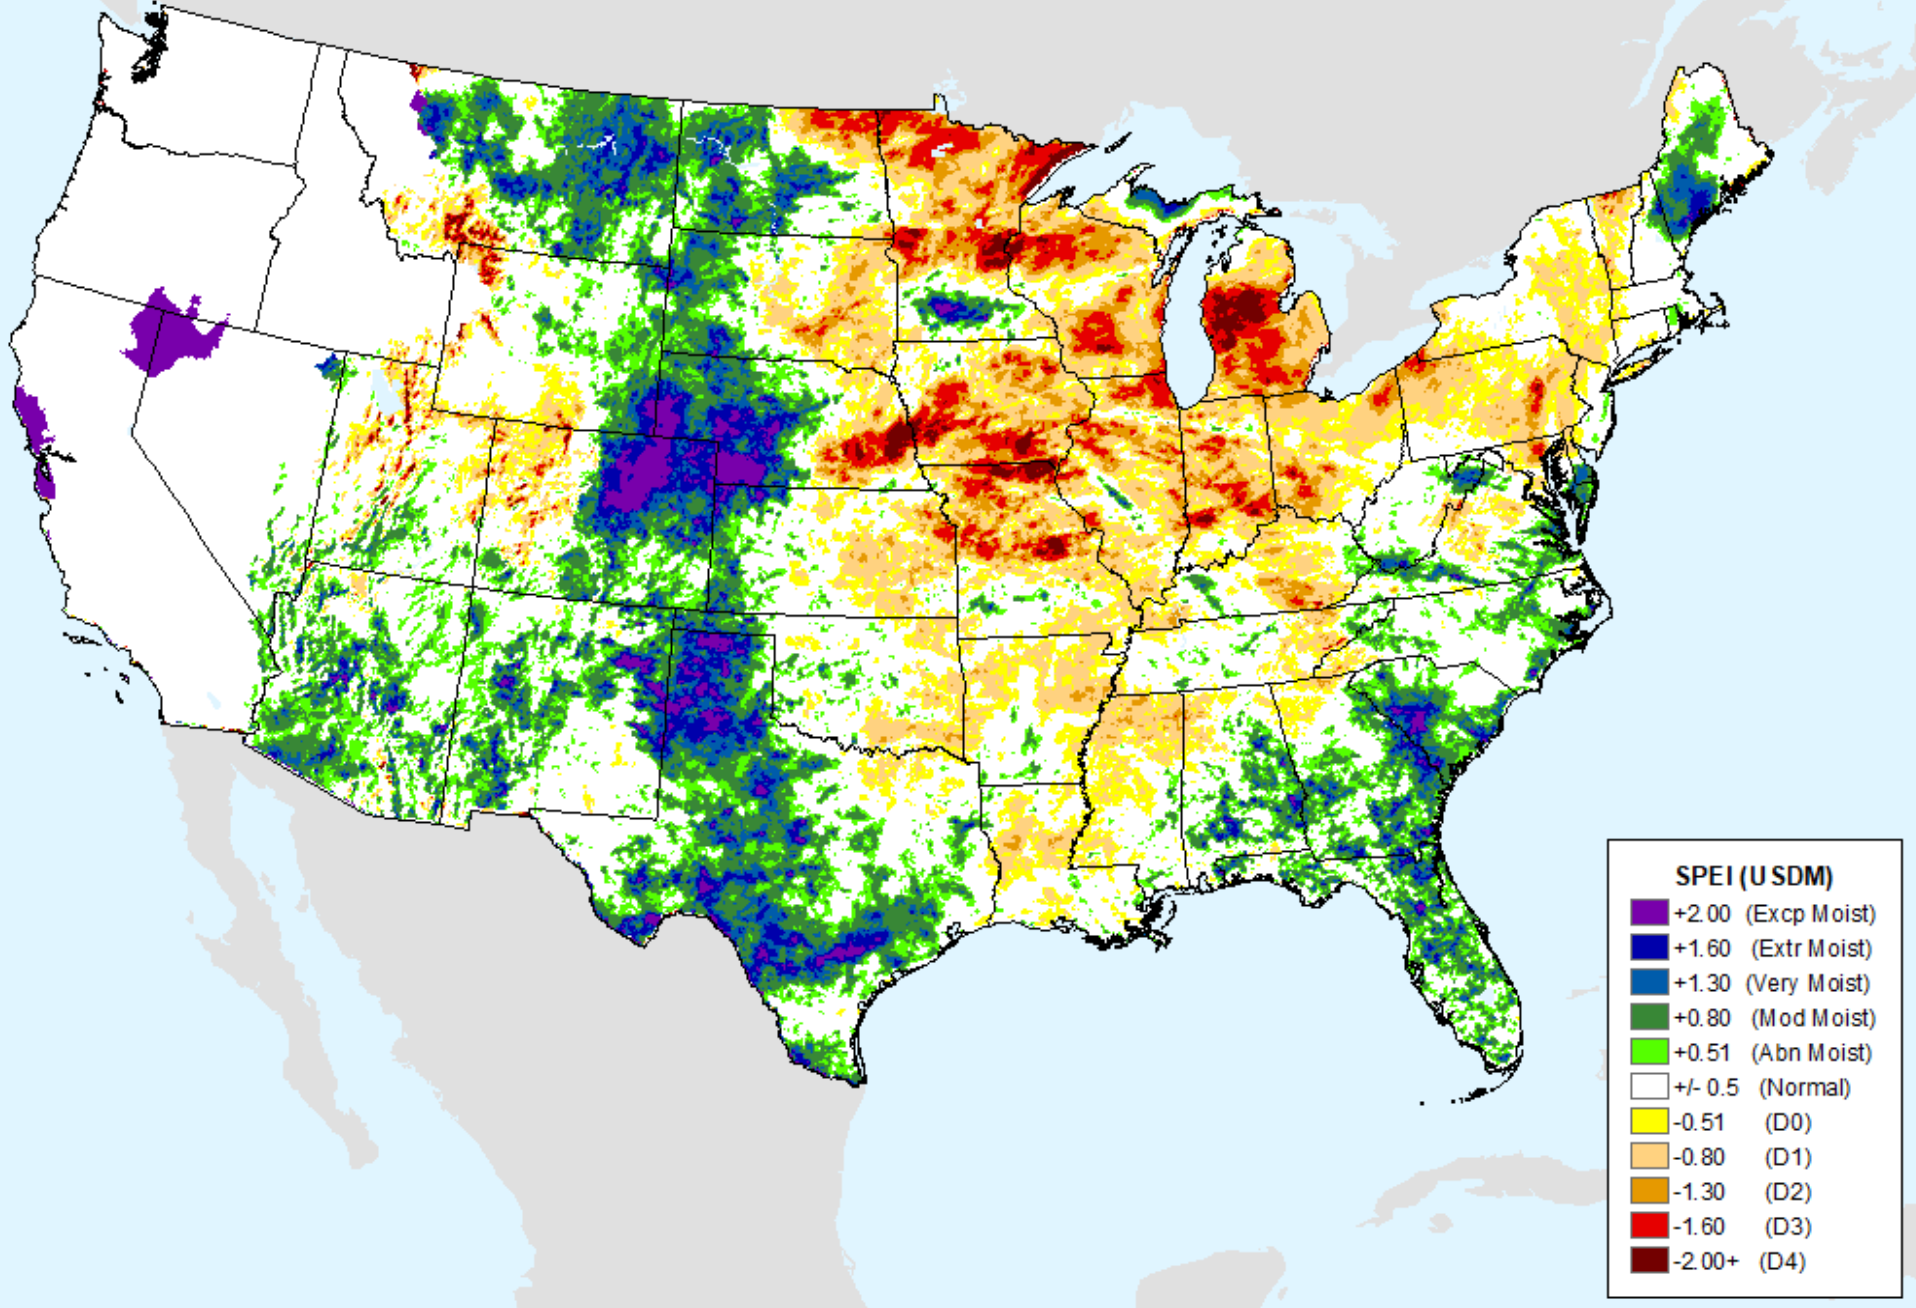 SPEI (USDM)
+2.00 (Excp Moist)
+1.60 (Extr Moist)
+1.30 (Very Moist)
+0.80 (Mod Moist)
+0.51 (Abn Moist)
+/- 0.5 (Normal)
-0.51 (D0)
-0.80 (D1)
-1.30 (D2)
-1.60 (D3)
-2.00+ (D4)